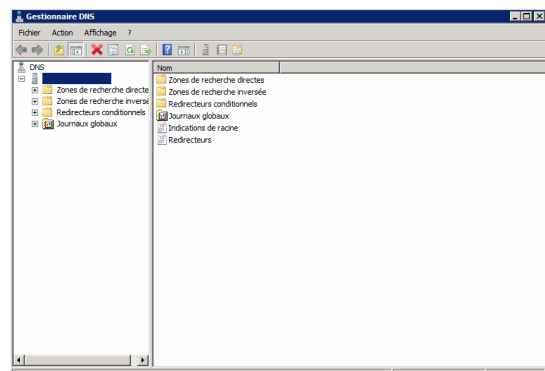 Gestionnaire DNS
Fichier Action Affichage ?
DNS
Zones de recherche directe
Zones de recherche inversé
Redirecteurs conditionnels
Journaux globaux
Nom
Zones de recherche directes
Zones de recherche inversée
Redirecteurs conditionnels
Journaux globaux
Indications de racine
Redirecteurs